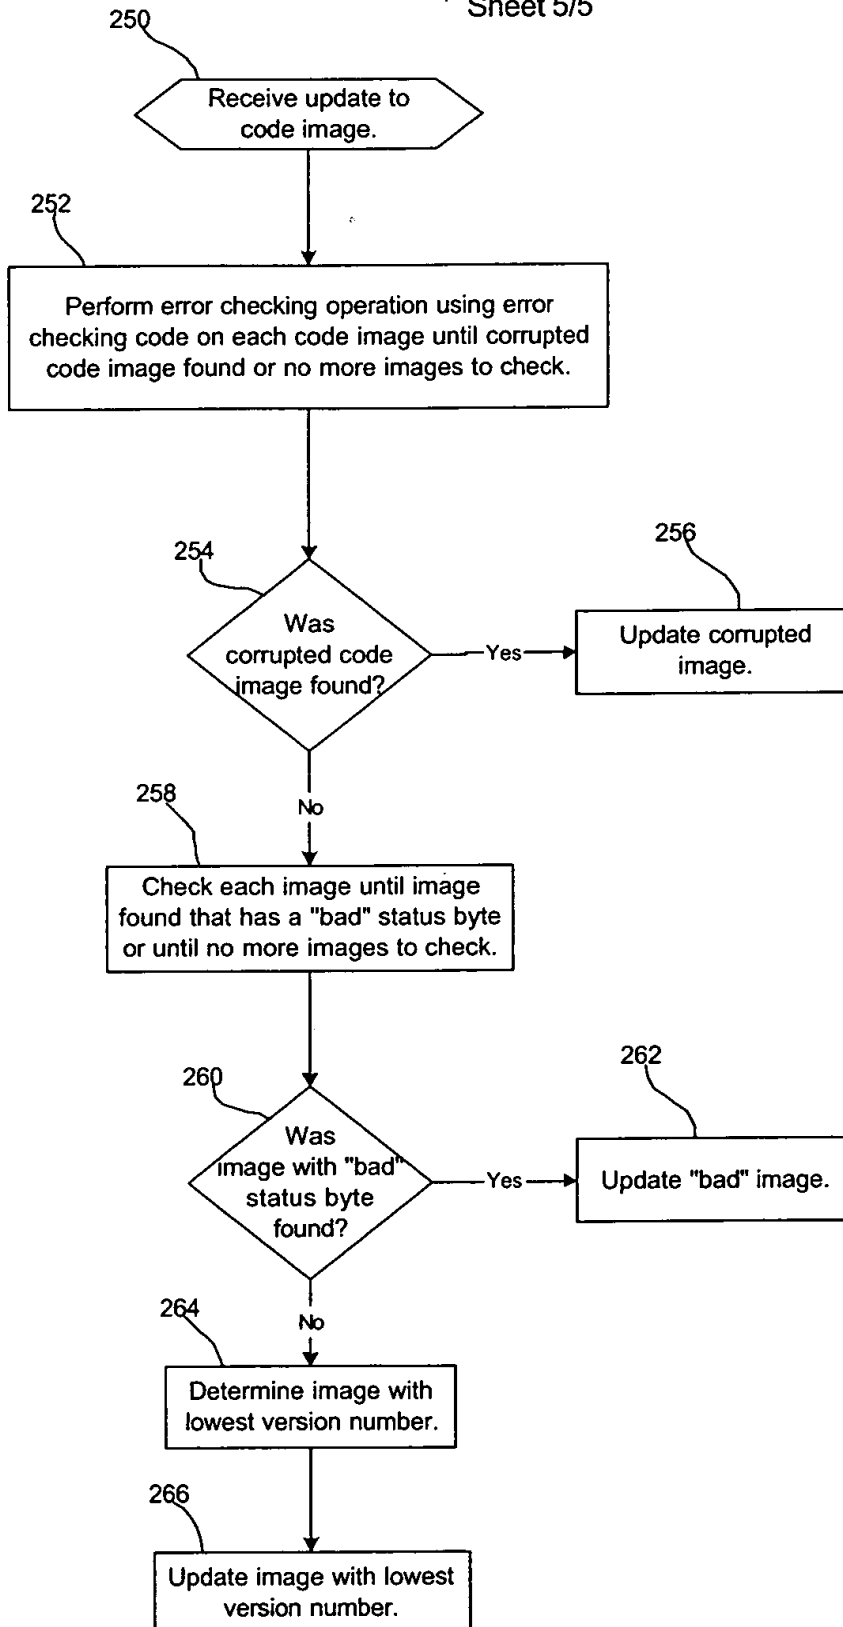 Sheet 5/5
250
Receive update to
code image.
252
Perform error checking operation using error
checking code on each code image until corrupted
code image found or no more images to check.
254
Was
corrupted code
image found?
Yes
256
Update corrupted
image.
No
258
Check each image until image
found that has a "bad" status byte
or until no more images to check.
260
Was
image with "bad"
status byte
found?
Yes
262
Update "bad" image.
No
264
Determine image with
lowest version number.
266
Update image with lowest
version number.